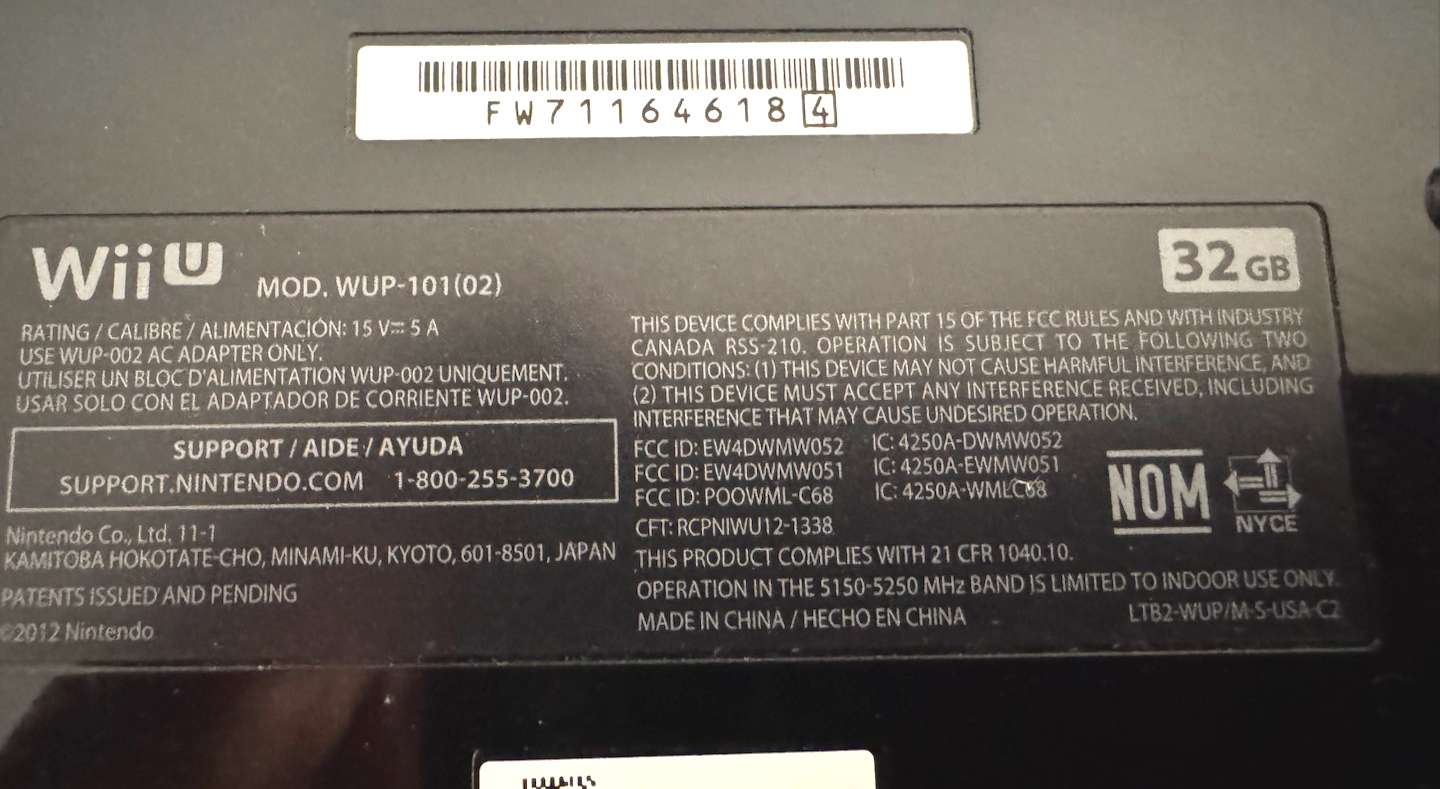 FW711646184
Wii U MOD. WUP-101(02)
32GB
RATING / CALIBRE / ALIMENTACIÓN: 15 V⎓ 5 A
USE WUP-002 AC ADAPTER ONLY.
UTILISER UN BLOC D'ALIMENTATION WUP-002 UNIQUEMENT.
USAR SOLO CON EL ADAPTADOR DE CORRIENTE WUP-002.
SUPPORT / AIDE / AYUDA
SUPPORT.NINTENDO.COM 1-800-255-3700
Nintendo Co., Ltd. 11-1
KAMITOBA HOKOTATE-CHO, MINAMI-KU, KYOTO, 601-8501, JAPAN
PATENTS ISSUED AND PENDING
©2012 Nintendo
THIS DEVICE COMPLIES WITH PART 15 OF THE FCC RULES AND WITH INDUSTRY
CANADA RSS-210. OPERATION IS SUBJECT TO THE FOLLOWING TWO
CONDITIONS: (1) THIS DEVICE MAY NOT CAUSE HARMFUL INTERFERENCE, AND
(2) THIS DEVICE MUST ACCEPT ANY INTERFERENCE RECEIVED, INCLUDING
INTERFERENCE THAT MAY CAUSE UNDESIRED OPERATION.
FCC ID: EW4DWMW052 IC: 4250A-DWMW052
FCC ID: EW4DWMW051 IC: 4250A-EWMW051
FCC ID: POOWML-C68 IC: 4250A-WMLC68
CFT: RCPNIWU12-1338
NOM
NYCE
THIS PRODUCT COMPLIES WITH 21 CFR 1040.10.
OPERATION IN THE 5150-5250 MHz BAND IS LIMITED TO INDOOR USE ONLY.
MADE IN CHINA / HECHO EN CHINA
LTB2-WUP/M-S-USA-C2